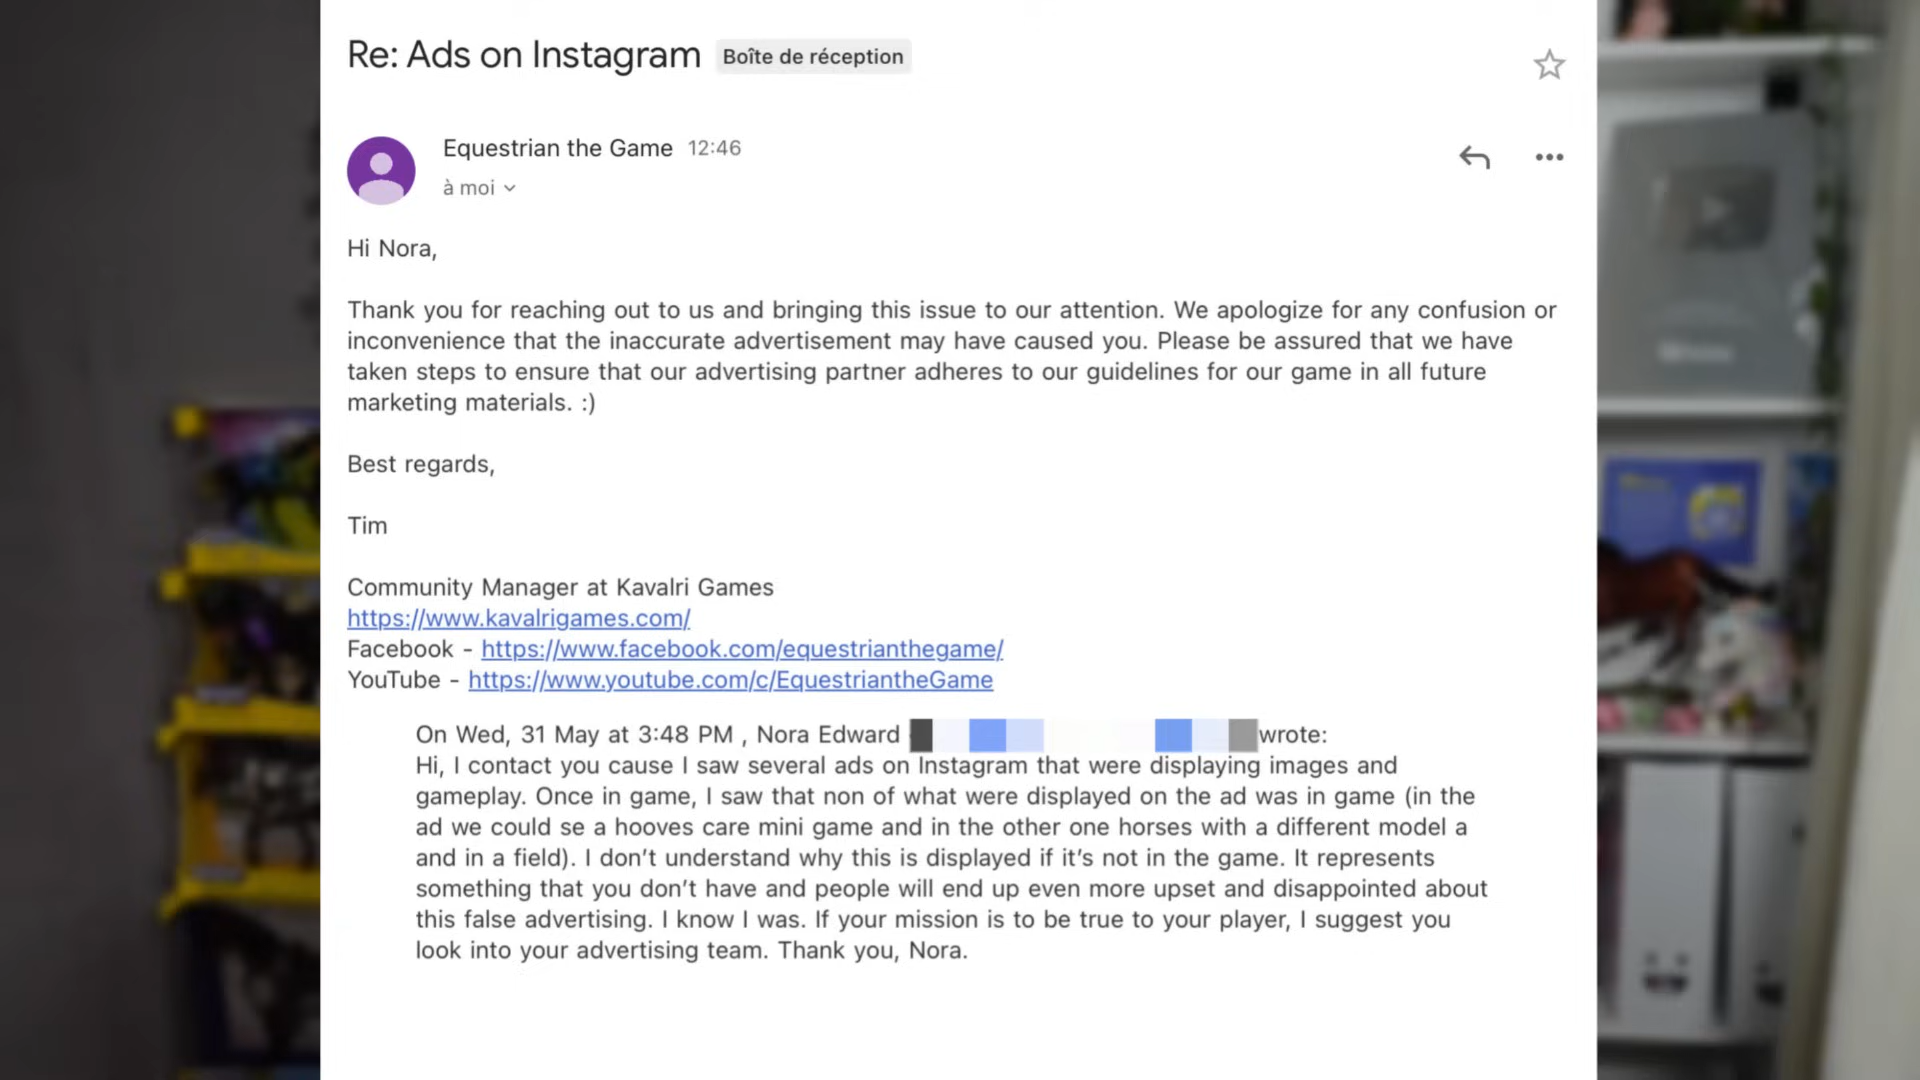 Re: Ads on Instagram Boîte de réception
Equestrian the Game 12:46
à moi
Hi Nora,
Thank you for reaching out to us and bringing this issue to our attention. We apologize for any confusion or
inconvenience that the inaccurate advertisement may have caused you. Please be assured that we have
taken steps to ensure that our advertising partner adheres to our guidelines for our game in all future
marketing materials. :)
Best regards,
Tim
Community Manager at Kavalri Games
https://www.kavalrigames.com/
Facebook - https://www.facebook.com/equestrianthegame/
YouTube - https://www.youtube.com/c/EquestriantheGame
On Wed, 31 May at 3:48 PM , Nora Edward wrote:
Hi, I contact you cause I saw several ads on Instagram that were displaying images and
gameplay. Once in game, I saw that non of what were displayed on the ad was in game (in the
ad we could se a hooves care mini game and in the other one horses with a different model a
and in a field). I don't understand why this is displayed if it's not in the game. It represents
something that you don't have and people will end up even more upset and disappointed about
this false advertising. I know I was. If your mission is to be true to your player, I suggest you
look into your advertising team. Thank you, Nora.